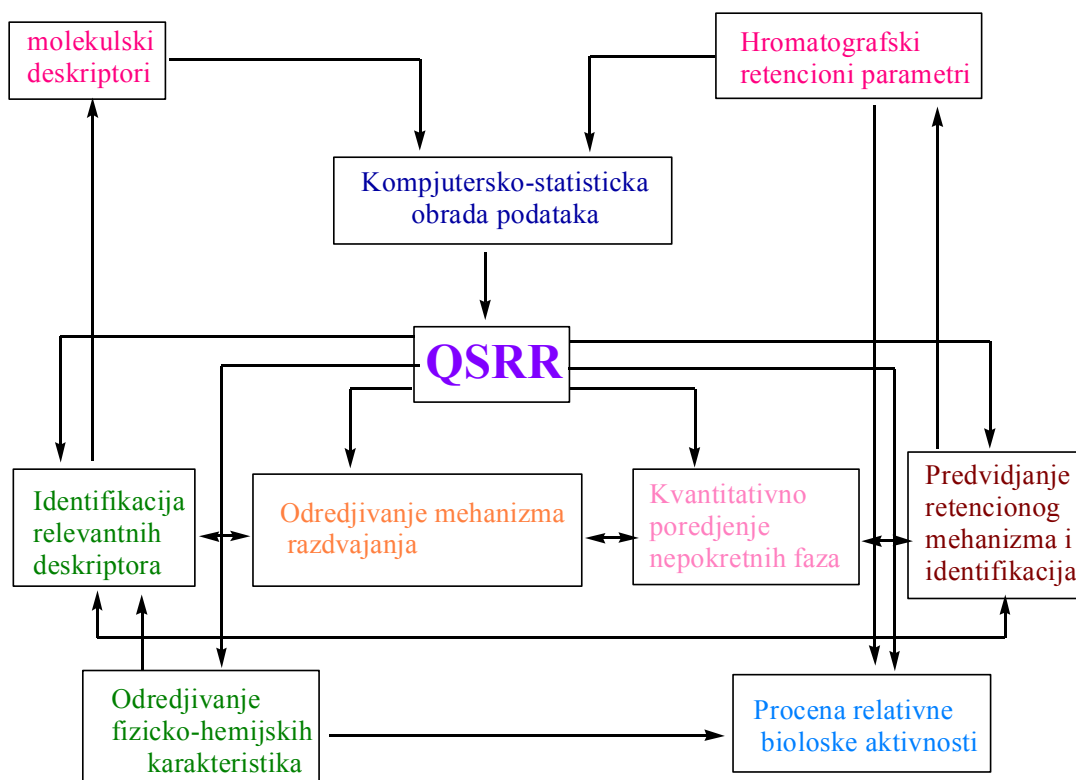 molekulski
deskriptori
Hromatografski
retencioni parametri
Kompjutersko-statisticka
obrada podataka
QSRR
Identifikacija
relevantnih
deskriptora
Odredjivanje mehanizma
razdvajanja
Kvantitativno
poredjenje
nepokretnih faza
Predvidjanje
retencionog
mehanizma i
identifikacija
Odredjivanje
fizicko-hemijskih
karakteristika
Procena relativne
bioloske aktivnosti